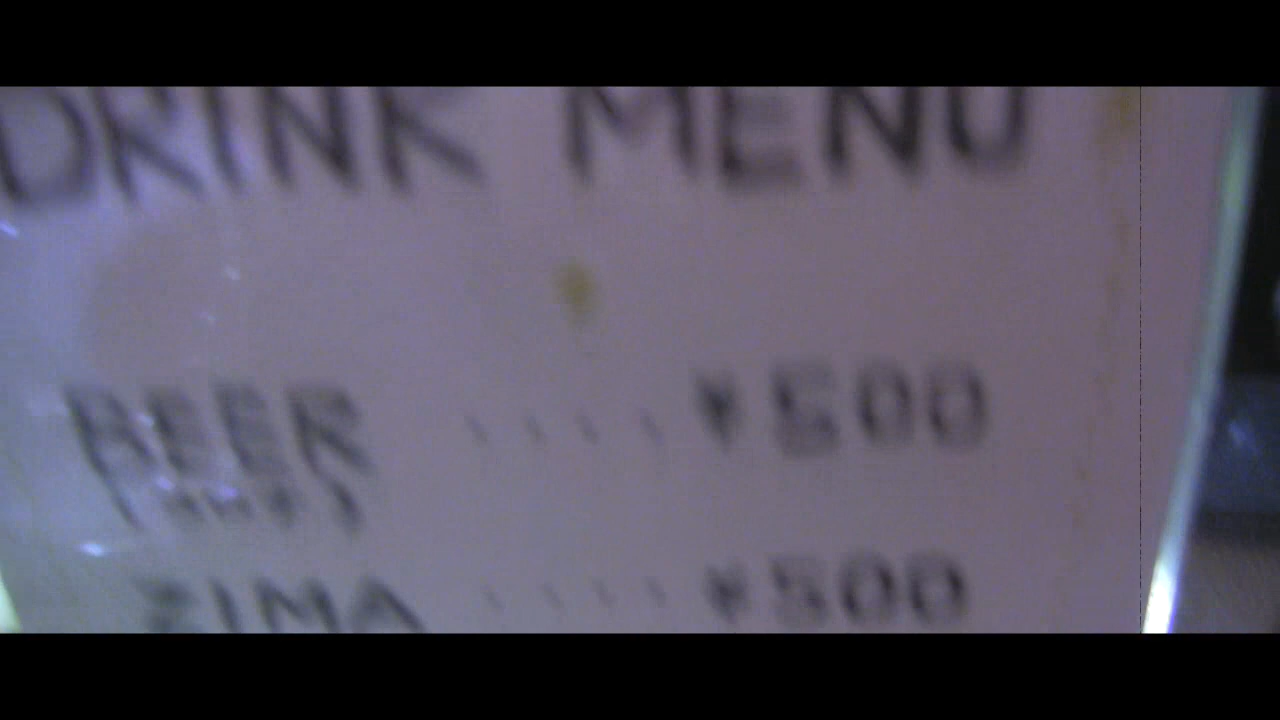 DRINK MENU
BEER ････ ¥500
ZIMA ････ ¥500